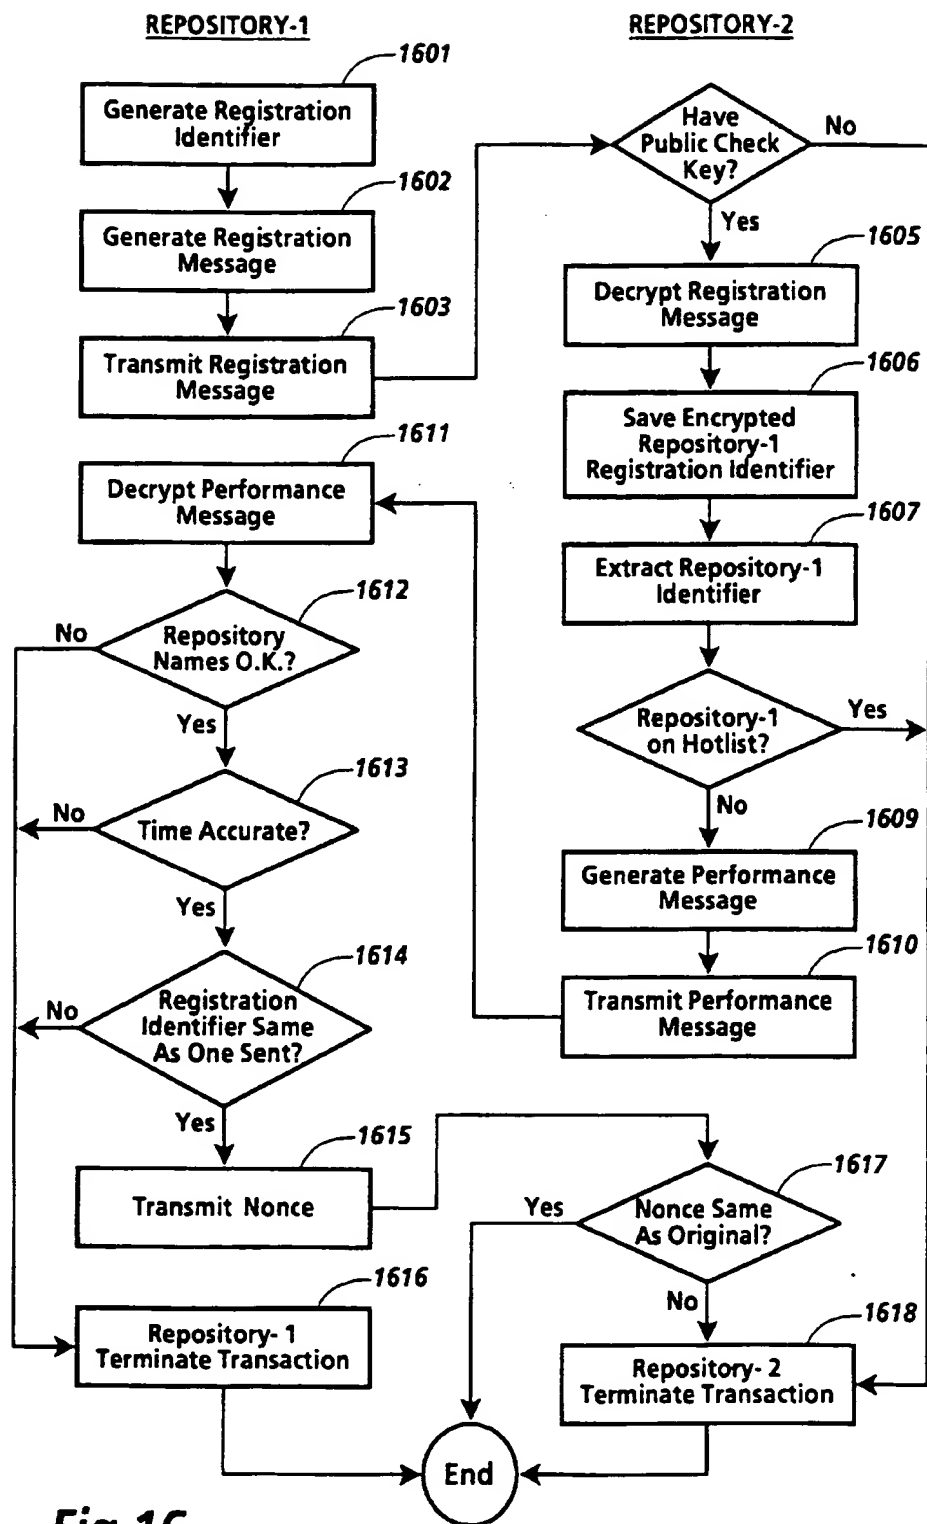 REPOSITORY-1
1601
Generate Registration
Identifier
1602
Generate Registration
Message
1603
Transmit Registration
Message
1611
Decrypt Performance
Message
1612
Repository
Names O.K.?
No
Yes
1613
Time Accurate?
No
Yes
1614
Registration
Identifier Same
As One Sent?
No
Yes
1615
Transmit Nonce
1616
Repository- 1
Terminate Transaction
REPOSITORY-2
Have
Public Check
Key?
No
Yes
1605
Decrypt Registration
Message
1606
Save Encrypted
Repository-1
Registration Identifier
1607
Extract Repository-1
Identifier
Repository-1
on Hotlist?
Yes
No
1609
Generate Performance
Message
1610
Transmit Performance
Message
1617
Nonce Same
As Original?
Yes
No
1618
Repository- 2
Terminate Transaction
End
Fig.16